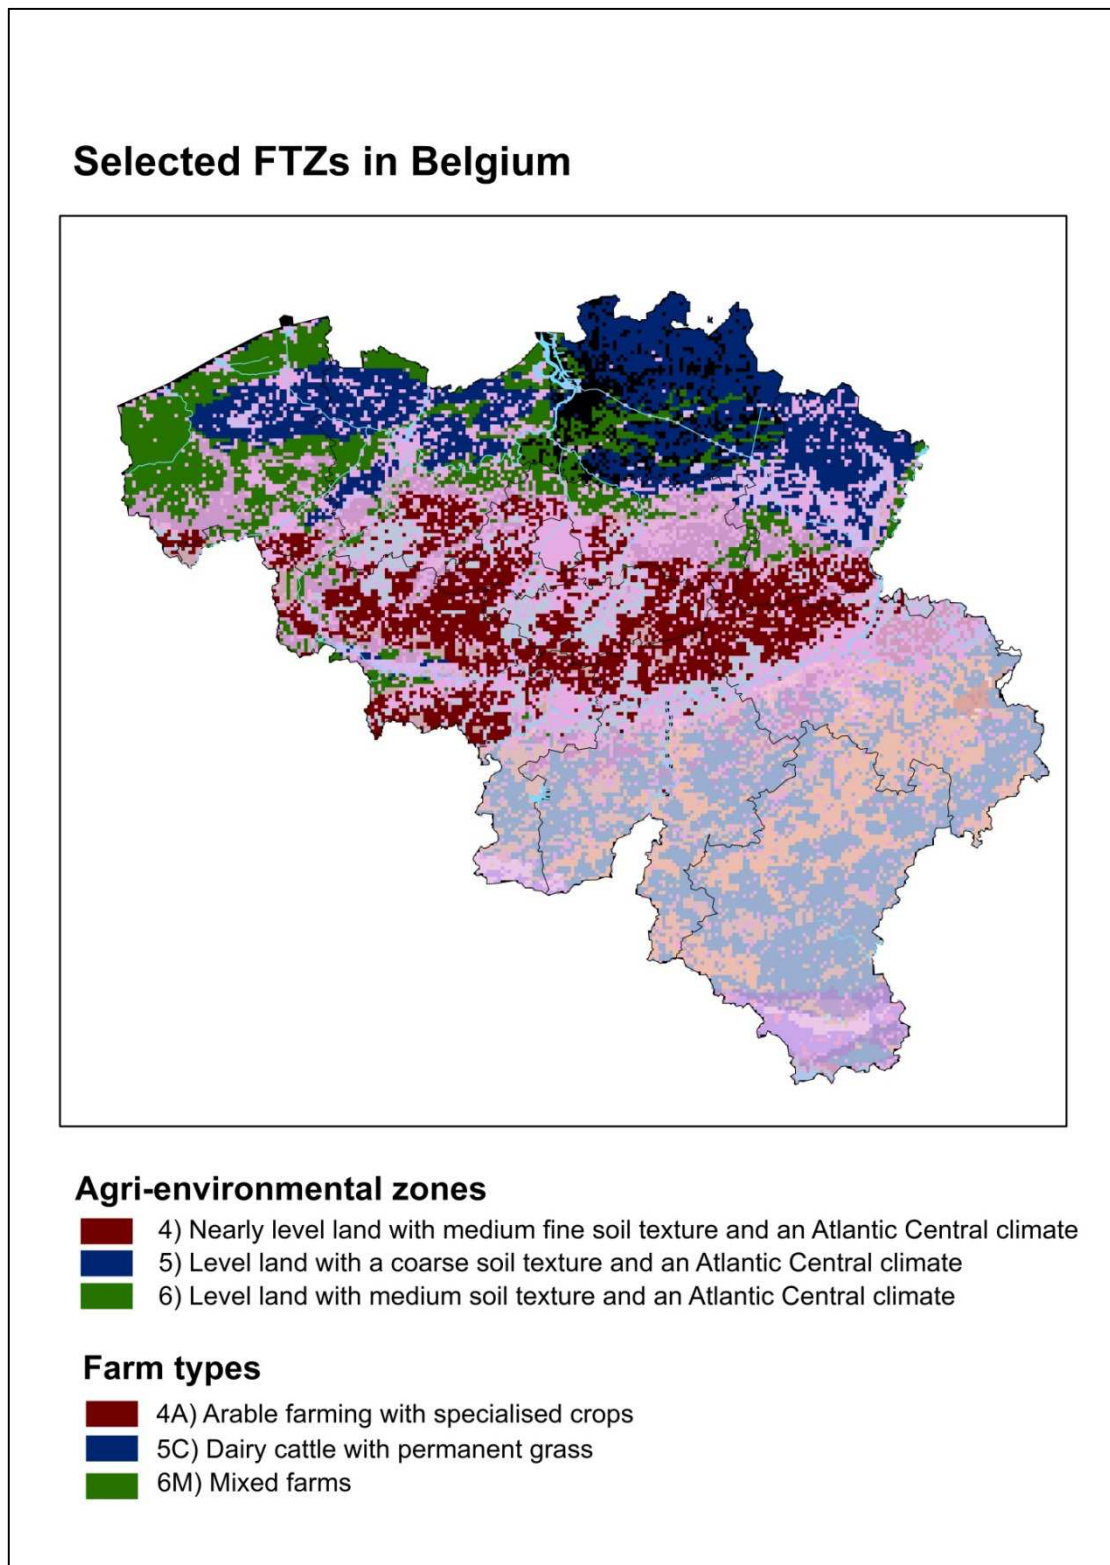 Selected FTZs in Belgium
Agri-environmental zones
4) Nearly level land with medium fine soil texture and an Atlantic Central climate
5) Level land with a coarse soil texture and an Atlantic Central climate
6) Level land with medium soil texture and an Atlantic Central climate
Farm types
4A) Arable farming with specialised crops
5C) Dairy cattle with permanent grass
6M) Mixed farms